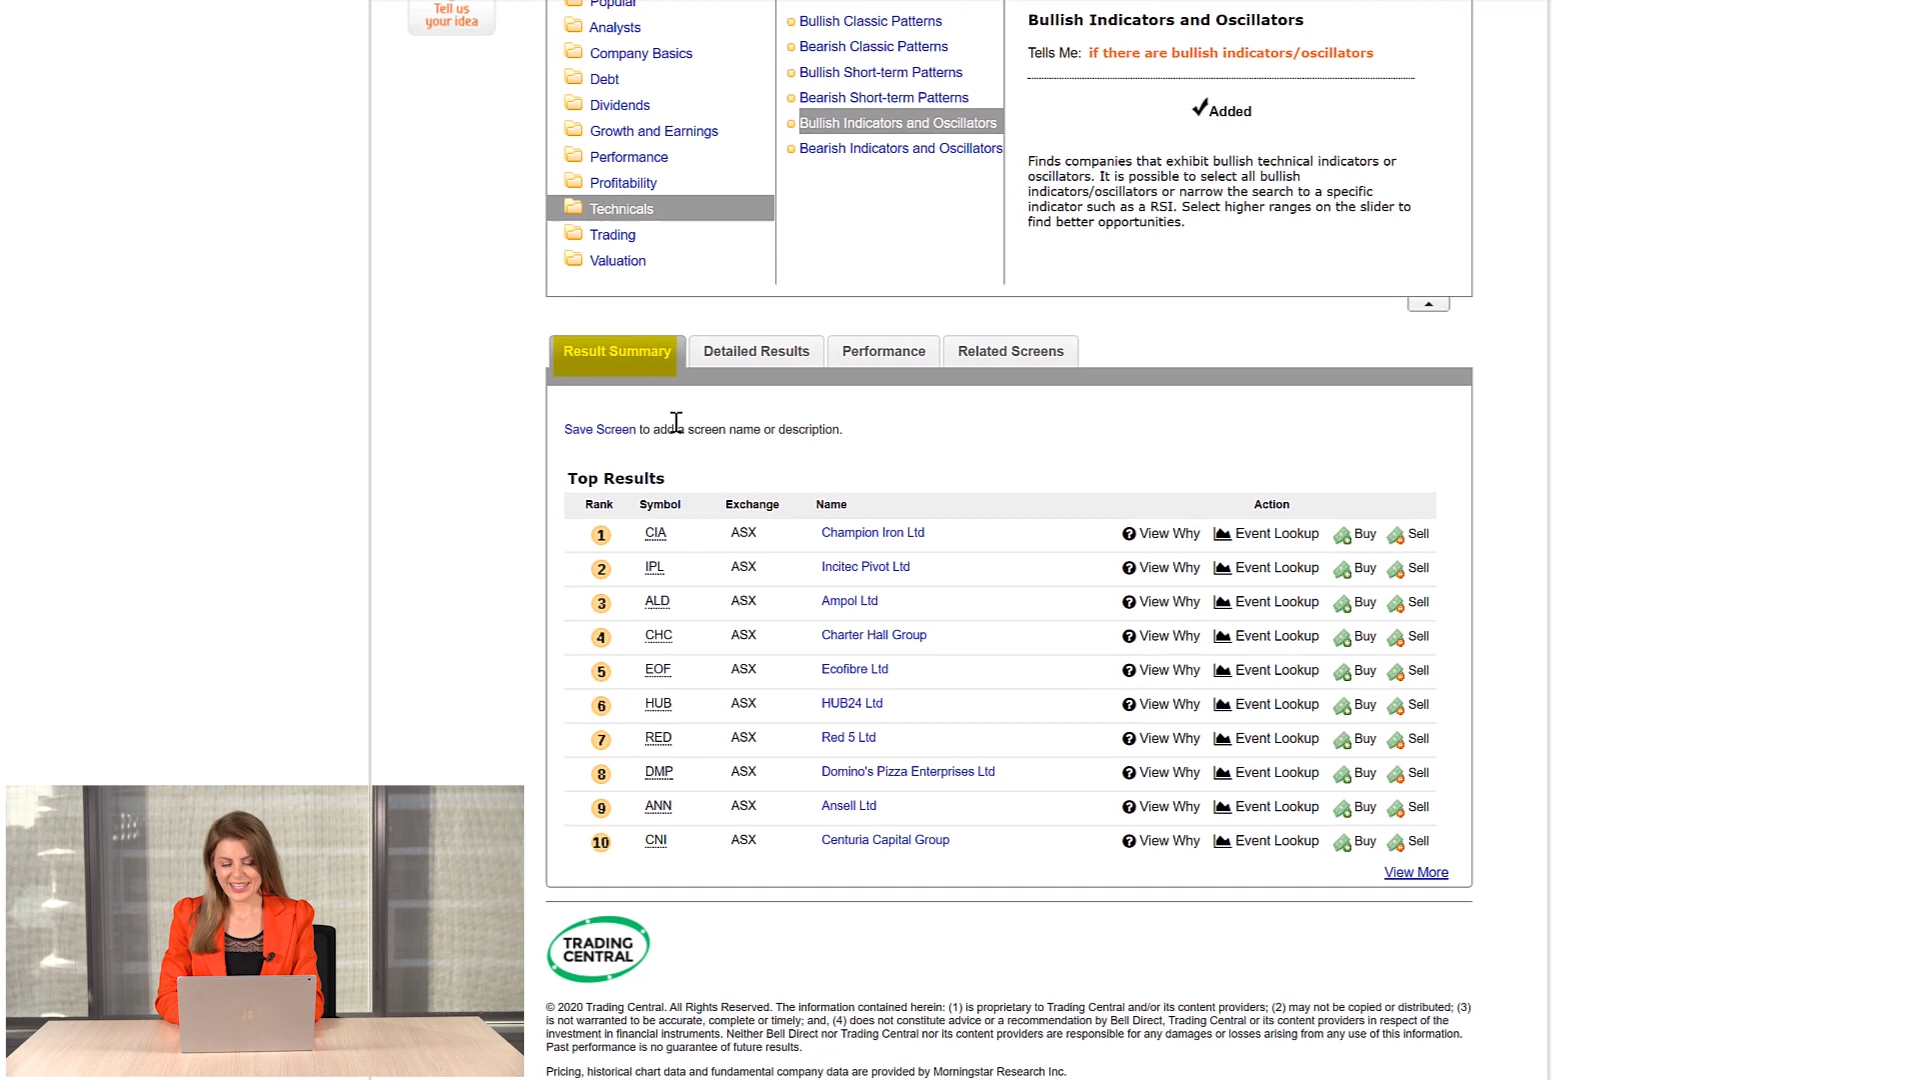 Tell us
your idea
Popular
Analysts
Company Basics
Debt
Dividends
Growth and Earnings
Performance
Profitability
Technicals
Trading
Valuation
Bullish Classic Patterns
Bearish Classic Patterns
Bullish Short-term Patterns
Bearish Short-term Patterns
Bullish Indicators and Oscillators
Bearish Indicators and Oscillators
Bullish Indicators and Oscillators
Tells Me: if there are bullish indicators/oscillators
Added
Finds companies that exhibit bullish technical indicators or
oscillators. It is possible to select all bullish
indicators/oscillators or narrow the search to a specific
indicator such as a RSI. Select higher ranges on the slider to
find better opportunities.
Result Summary Detailed Results Performance Related Screens
Save Screen to add a screen name or description.
Top Results
Rank Symbol Exchange Name Action
1 CIA ASX Champion Iron Ltd View Why Event Lookup Buy Sell
2 IPL ASX Incitec Pivot Ltd View Why Event Lookup Buy Sell
3 ALD ASX Ampol Ltd View Why Event Lookup Buy Sell
4 CHC ASX Charter Hall Group View Why Event Lookup Buy Sell
5 EOF ASX Ecofibre Ltd View Why Event Lookup Buy Sell
6 HUB ASX HUB24 Ltd View Why Event Lookup Buy Sell
7 RED ASX Red 5 Ltd View Why Event Lookup Buy Sell
8 DMP ASX Domino's Pizza Enterprises Ltd View Why Event Lookup Buy Sell
9 ANN ASX Ansell Ltd View Why Event Lookup Buy Sell
10 CNI ASX Centuria Capital Group View Why Event Lookup Buy Sell
View More
TRADING
CENTRAL
© 2020 Trading Central. All Rights Reserved. The information contained herein: (1) is proprietary to Trading Central and/or its content providers; (2) may not be copied or distributed; (3)
is not warranted to be accurate, complete or timely; and, (4) does not constitute advice or a recommendation by Bell Direct, Trading Central or its content providers in respect of the
investment in financial instruments. Neither Bell Direct nor Trading Central nor its content providers are responsible for any damages or losses arising from any use of this information.
Past performance is no guarantee of future results.
Pricing, historical chart data and fundamental company data are provided by Morningstar Research Inc.